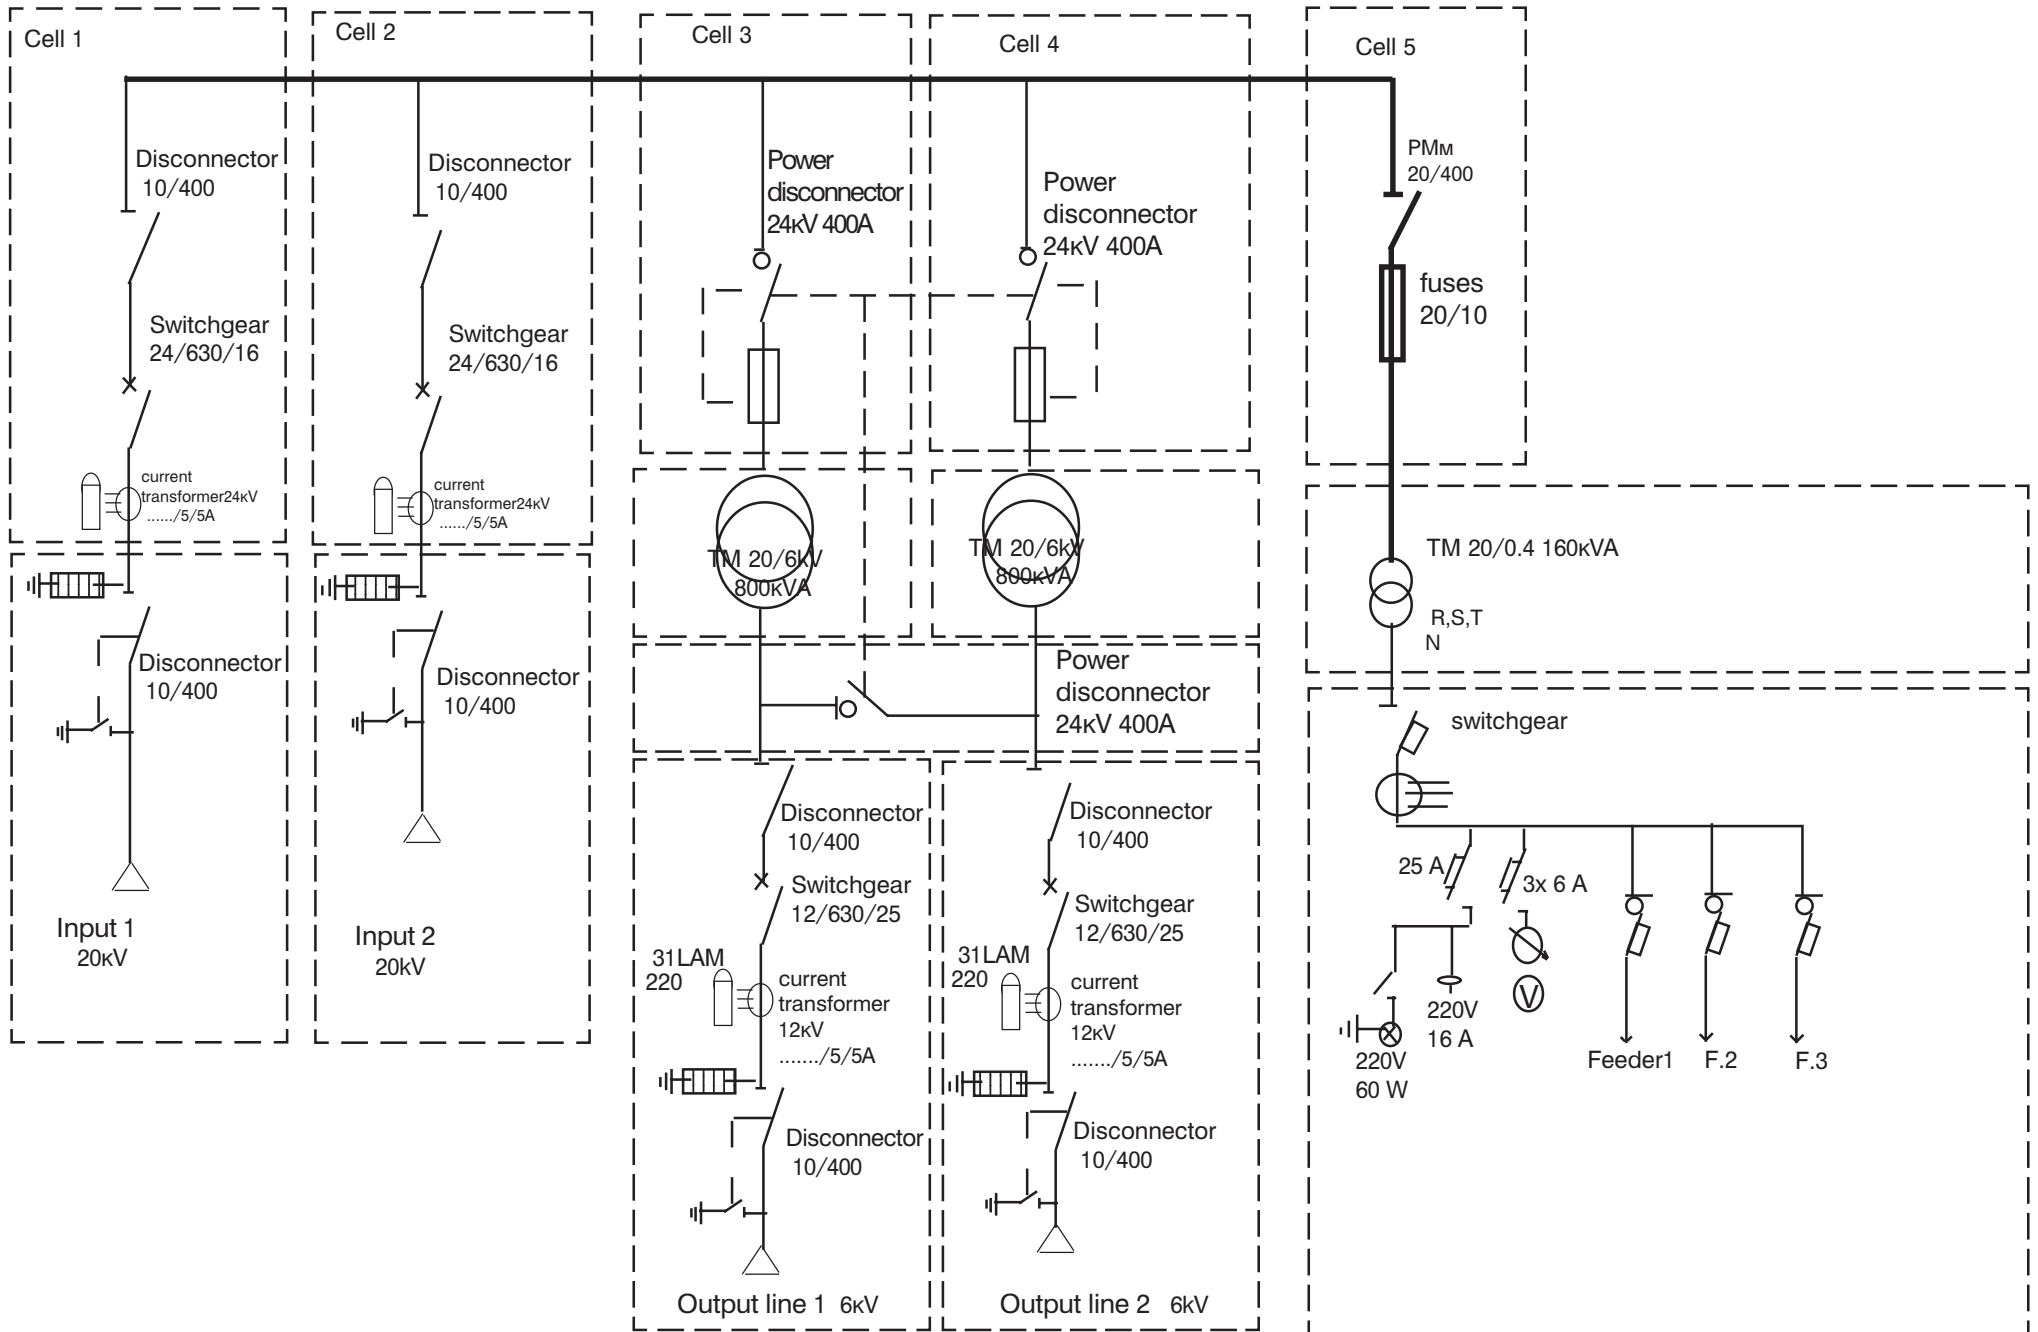 Cell 1
Disconnector
10/400
Switchgear
24/630/16
current
transformer24кV
....../5/5A
Disconnector
10/400
Input 1
20кV
Cell 2
Disconnector
10/400
Switchgear
24/630/16
current
transformer24кV
....../5/5A
Disconnector
10/400
Input 2
20kV
Cell 3
Power
disconnector
24кV 400A
TM 20/6kV
800кVA
Cell 4
Power
disconnector
24кV 400A
TM 20/6kV
800кVA
Power
disconnector
24кV 400A
Disconnector
10/400
Switchgear
12/630/25
31LAM
220
current
transformer
12кV
......./5/5A
Disconnector
10/400
Output line 1 6кV
Disconnector
10/400
Switchgear
12/630/25
31LAM
220
current
transformer
12кV
......./5/5A
Disconnector
10/400
Output line 2 6kV
Cell 5
PMм
20/400
fuses
20/10
TM 20/0.4 160кVA
R,S,T
N
switchgear
25 A
3x 6 A
V
220V
16 A
220V
60 W
Feeder1
F.2
F.3